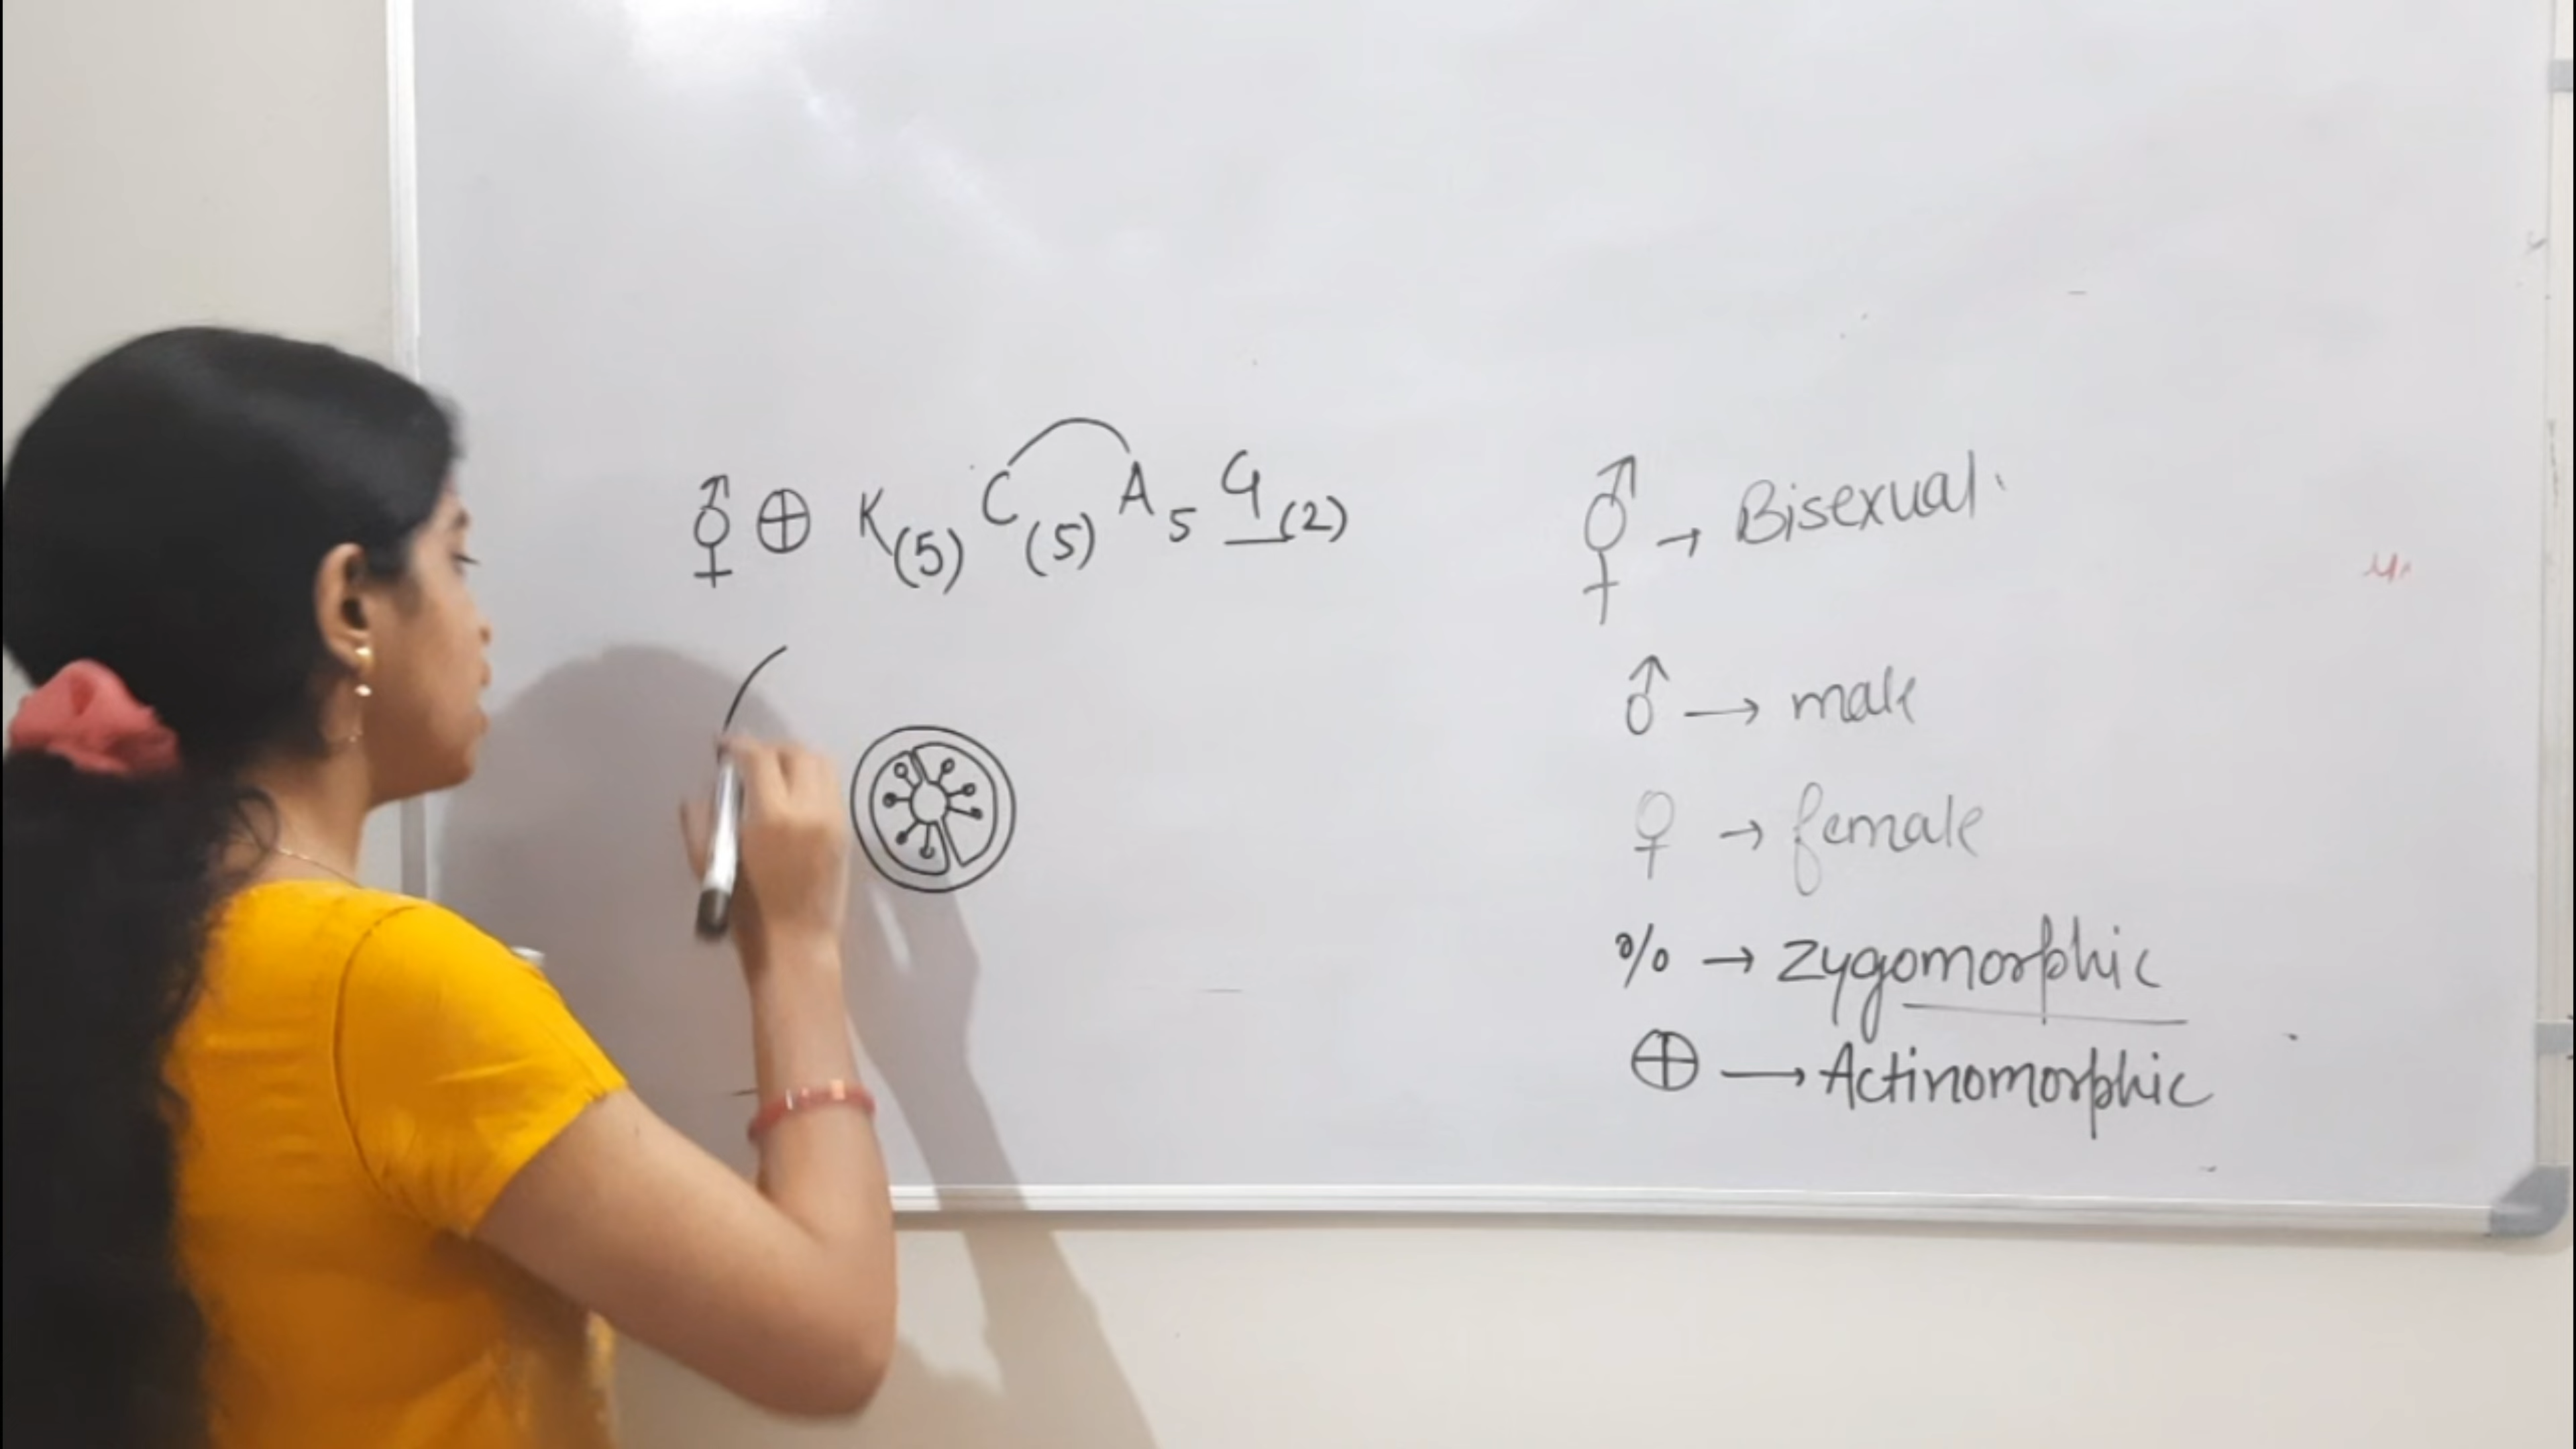 ⚥ ⊕ K(5) C(5) A5 G(2)
⚥ → Bisexual.
♂ → male
♀ → female
% → Zygomorphic
⊕ → Actinomorphic